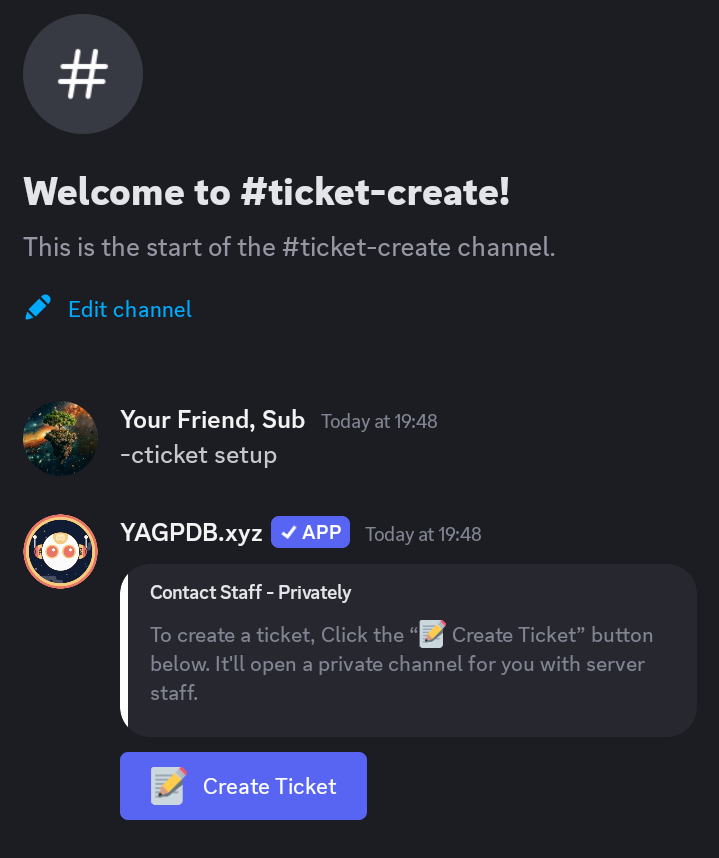 #
Welcome to #ticket-create!
This is the start of the #ticket-create channel.
Edit channel
Your Friend, Sub Today at 19:48
-cticket setup
YAGPDB.xyz ✓ APP Today at 19:48
Contact Staff - Privately
To create a ticket, Click the “📝 Create Ticket” button
below. It'll open a private channel for you with server
staff.
📝 Create Ticket